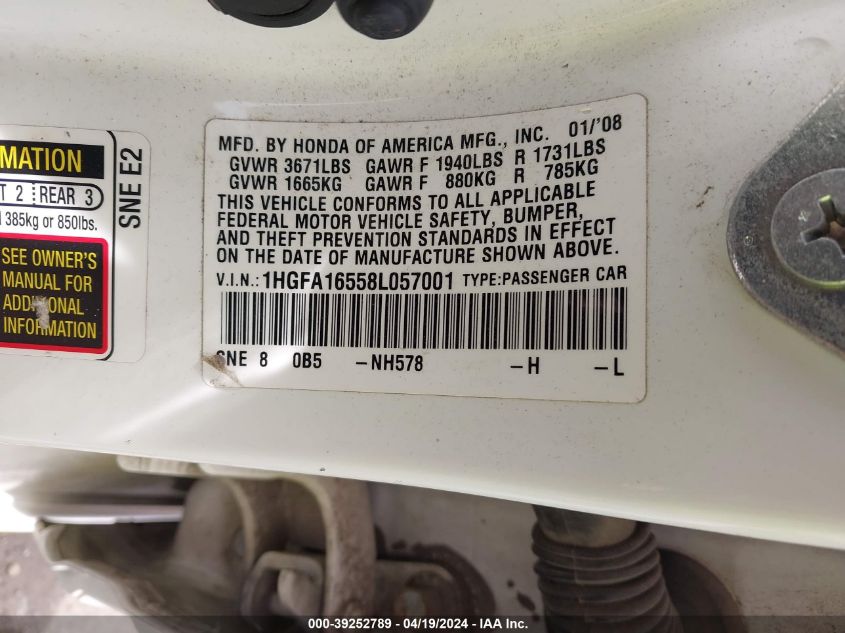 MATION
T 2 REAR 3
385kg or 850lbs.
SEE OWNER'S
MANUAL FOR
ADDITIONAL
INFORMATION
SNE E2
MFD. BY HONDA OF AMERICA MFG., INC. 01/'08
GVWR 3671LBS GAWR F 1940LBS R 1731LBS
GVWR 1665KG GAWR F 880KG R 785KG
THIS VEHICLE CONFORMS TO ALL APPLICABLE
FEDERAL MOTOR VEHICLE SAFETY, BUMPER,
AND THEFT PREVENTION STANDARDS IN EFFECT
ON THE DATE OF MANUFACTURE SHOWN ABOVE.
V.I.N.: 1HGFA16558L057001 TYPE:PASSENGER CAR
SNE 8 0B5 -NH578 -H -L
000-39252789 - 04/19/2024 - IAA Inc.